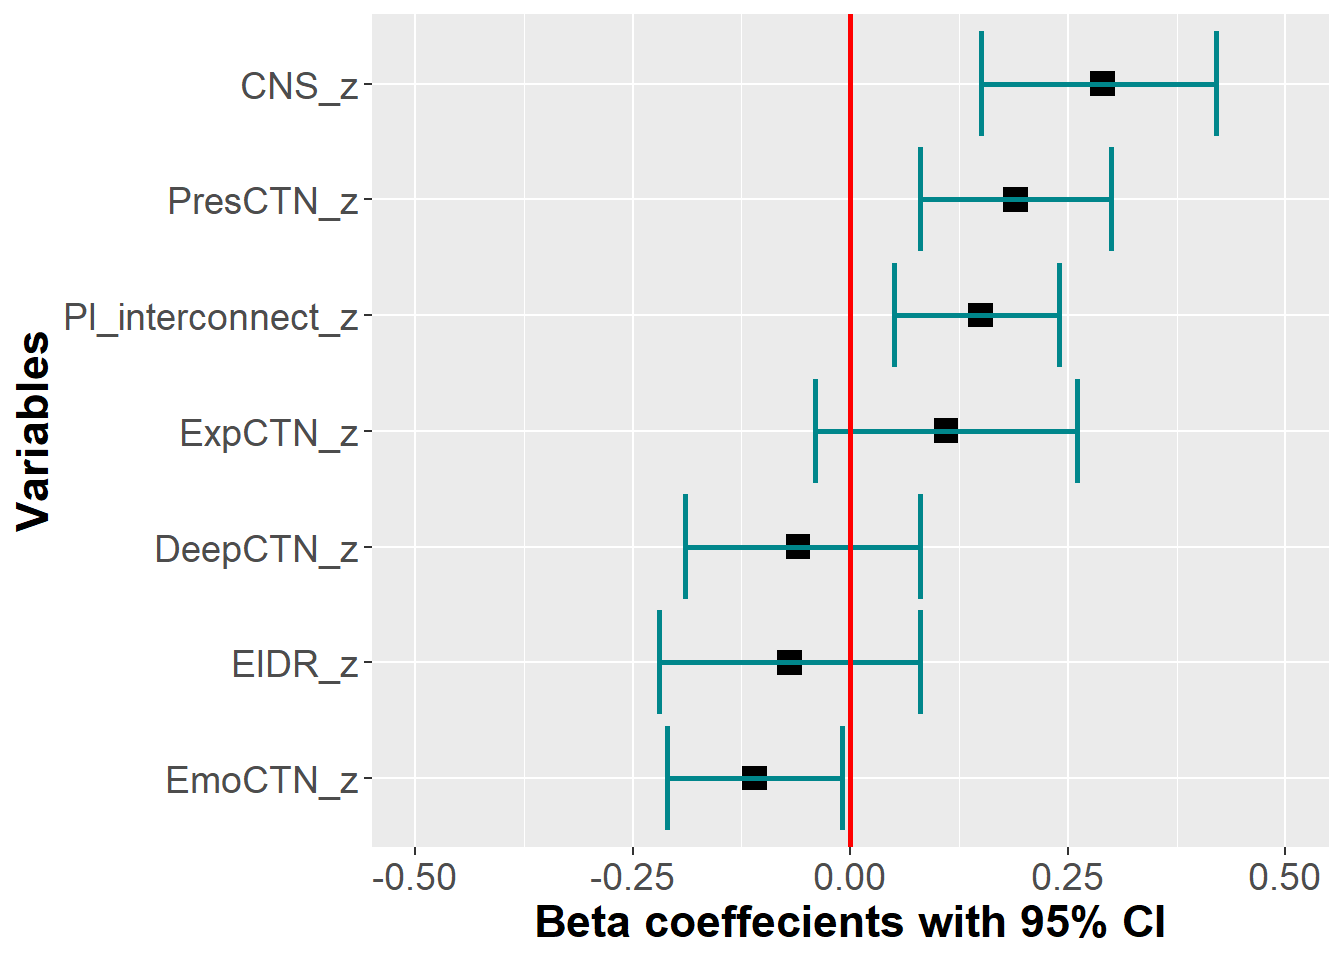 CNS_z
PresCTN_z
Pl_interconnect_z
ExpCTN_z
DeepCTN_z
EIDR_z
EmoCTN_z
Variables
-0.50 -0.25 0.00 0.25 0.50
Beta coeffecients with 95% CI